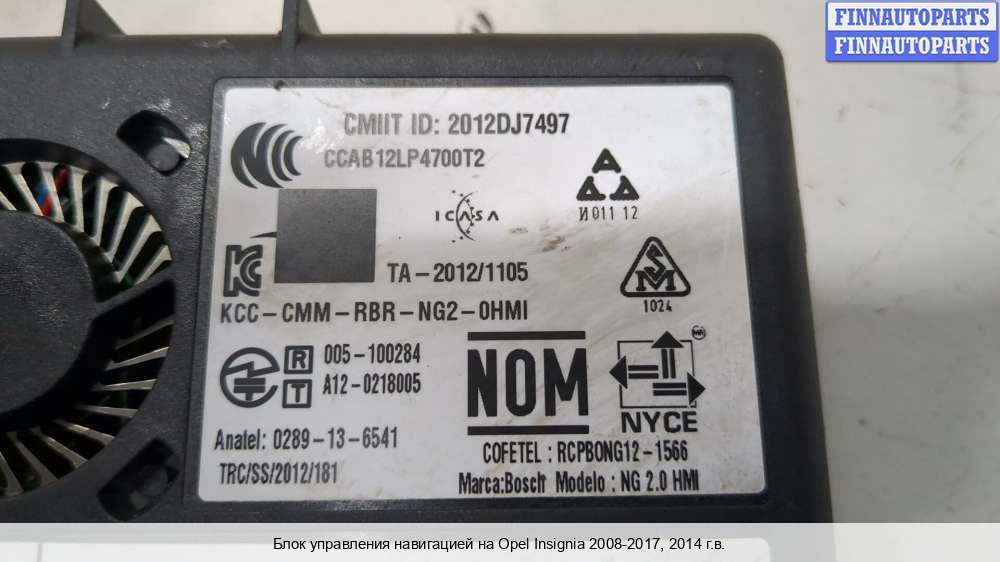 FINNAUTOPARTS
FINNAUTOPARTS
CMIIT ID: 2012DJ7497
CCAB12LP4700T2
ICASA
И011 12
TA-2012/1105
1024
KCC-CMM-RBR-NG2-0HMI
R 005-100284
T A12-0218005
NOM
NYCE
Anatel: 0289-13-6541
COFETEL : RCPBONG12-1566
TRC/SS/2012/181
Marca:Bosch Modelo : NG 2.0 HMI
Блок управления навигацией на Opel Insignia 2008-2017, 2014 г.в.